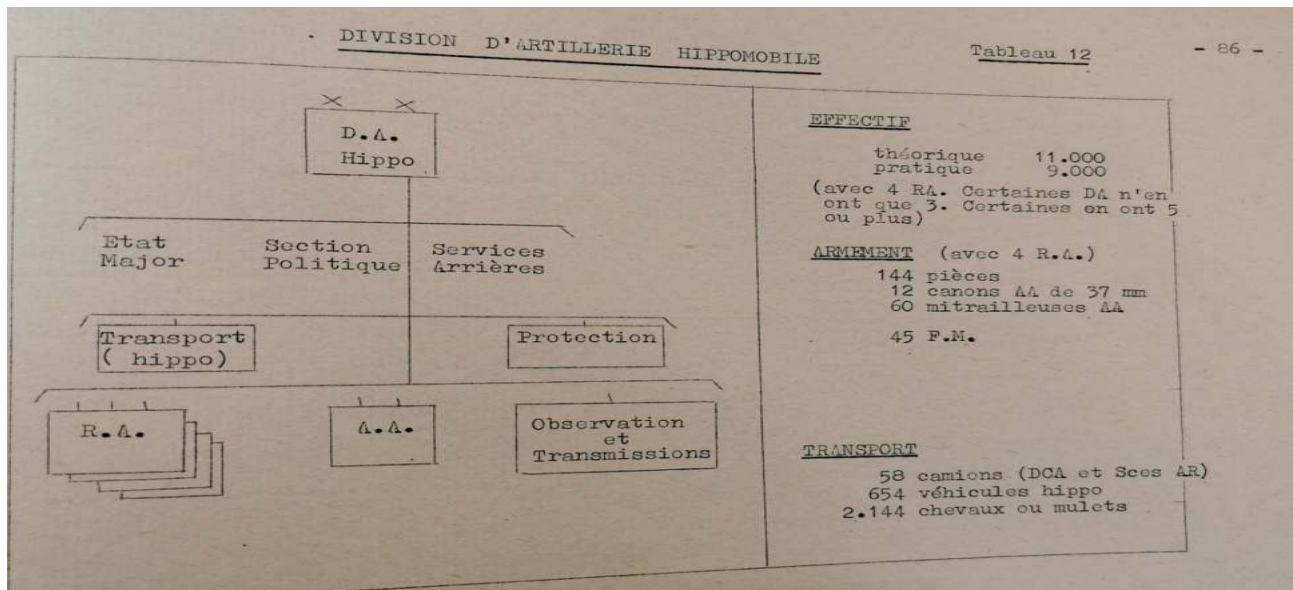 DIVISION D'ARTILLERIE HIPPOMOBILE
Tableau 12
- 86 -
D.A.
Hippo
Etat
Major
Section
Politique
Services
Arrières
Transport
( hippo)
Protection
R.A.
A.A.
Observation
et
Transmissions
EFFECTIF
théorique 11.000
pratique 9.000
(avec 4 RA. Certaines DA n'en
ont que 3. Certaines en ont 5
ou plus)
ARMEMENT (avec 4 R.A.)
144 pièces
12 canons AA de 37 mm
60 mitrailleuses AA
45 F.M.
TRANSPORT
58 camions (DCA et Sces AR)
654 véhicules hippo
2.144 chevaux ou mulets